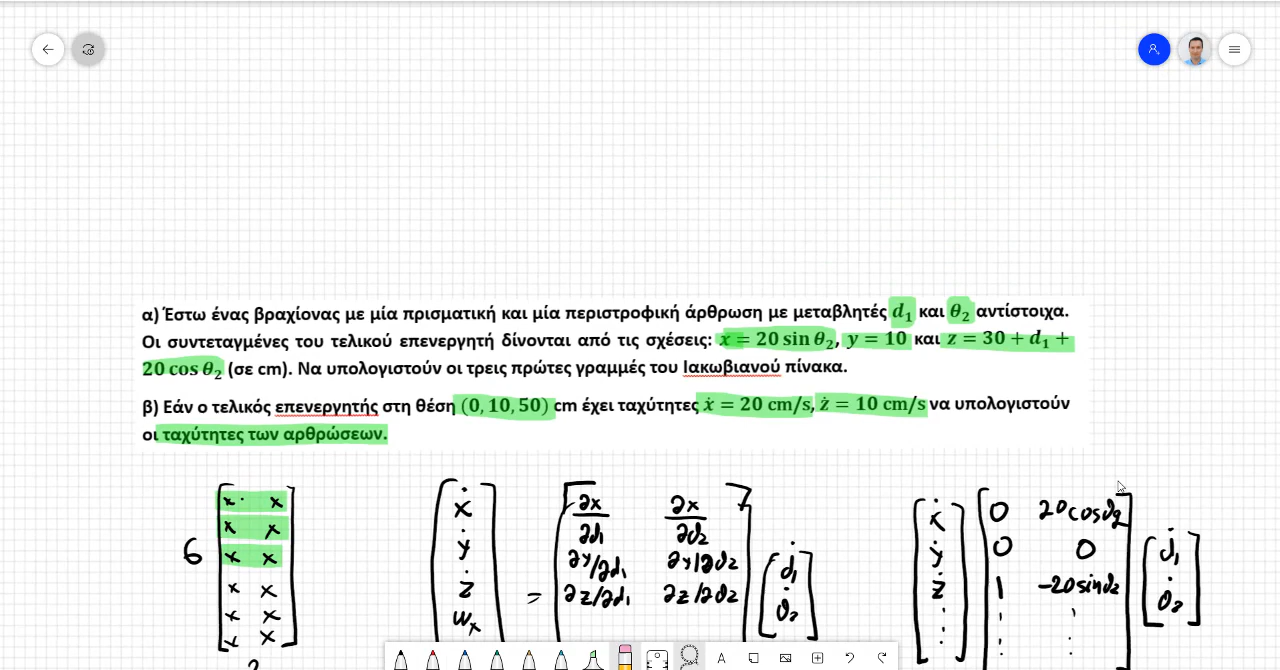 α) Έστω ένας βραχίονας με μία πρισματική και μία περιστροφική άρθρωση με μεταβλητές d₁ και θ₂ αντίστοιχα.
Οι συντεταγμένες του τελικού επενεργητή δίνονται από τις σχέσεις: x = 20 sin θ₂, y = 10 και z = 30 + d₁ +
20 cos θ₂ (σε cm). Να υπολογιστούν οι τρεις πρώτες γραμμές του Ιακωβιανού πίνακα.
β) Εάν ο τελικός επενεργητής στη θέση (0, 10, 50) cm έχει ταχύτητες ẋ = 20 cm/s, ż = 10 cm/s να υπολογιστούν
οι ταχύτητες των αρθρώσεων.
x x ẋ ∂x/∂d₁ ∂x/∂ϑ₂ ẋ 0 20cosϑ₂
x x ẏ ∂y/∂d₁ ∂y/∂ϑ₂ ḋ₁ ẏ 0 0 ḋ₁
6 x x ż = ∂z/∂d₁ ∂z/∂ϑ₂ ϑ̇₂ ż 1 -20sinϑ₂ ϑ̇₂
x x wₓ
x x
x x
2
A